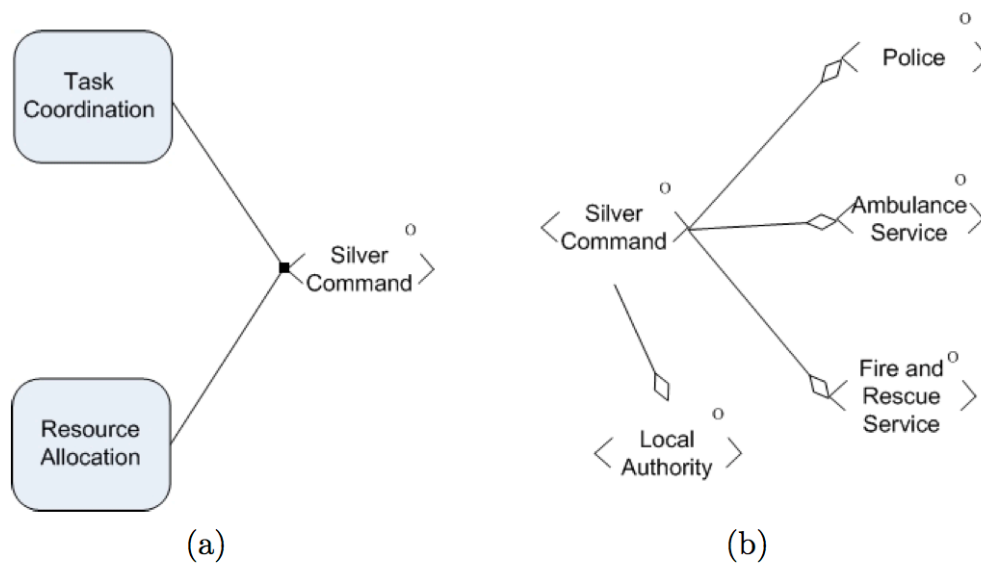 Task
Coordination
O
Silver
Command
Resource
Allocation
(a)
O
Police
O
Silver
Command
O
Ambulance
Service
O
Fire and
Rescue
Service
O
Local
Authority
(b)